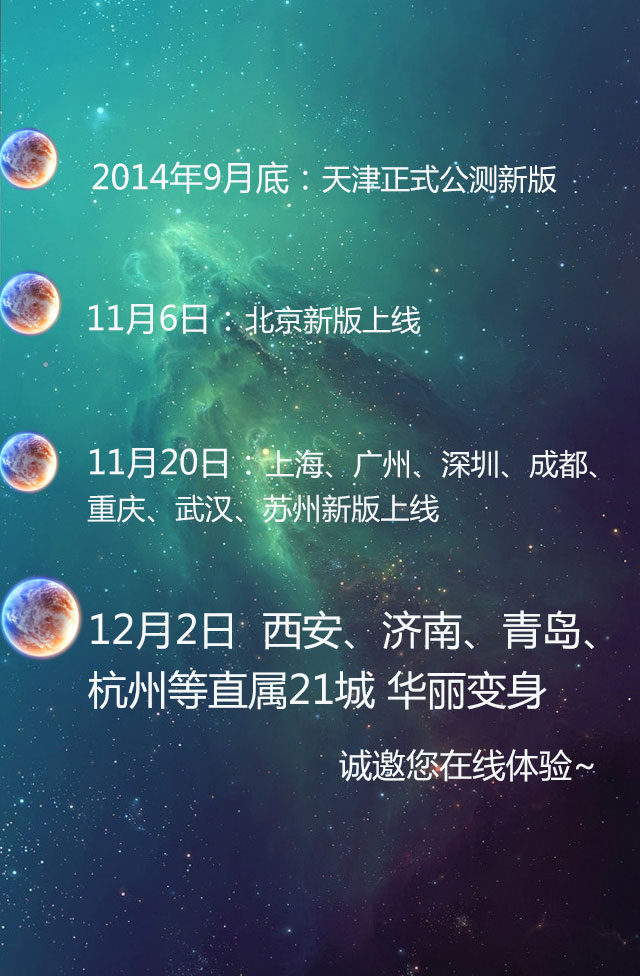 2014年9月底：天津正式公测新版
11月6日：北京新版上线
11月20日：上海、广州、深圳、成都、
重庆、武汉、苏州新版上线
12月2日 西安、济南、青岛、
杭州等直属21城 华丽变身
诚邀您在线体验~